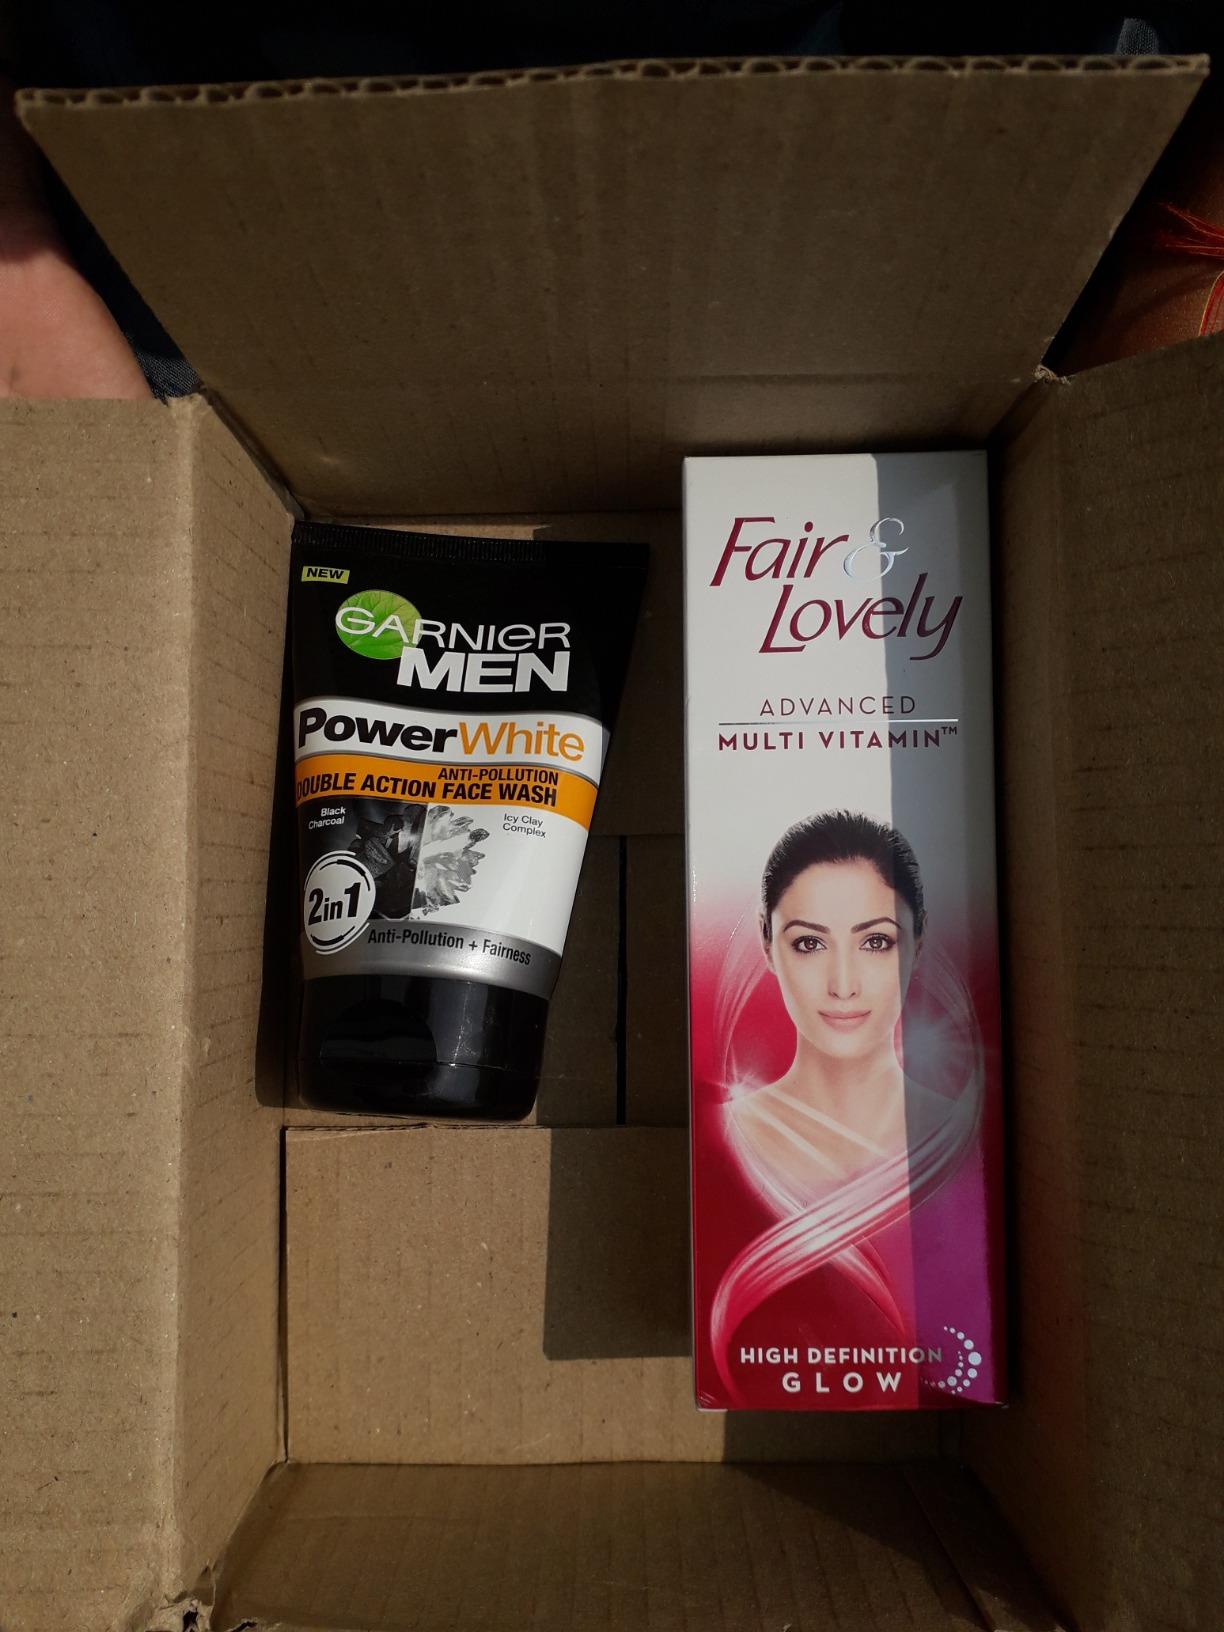 NEW
GARNIER
MEN
PowerWhite
ANTI-POLLUTION
DOUBLE ACTION FACE WASH
Black
Charcoal
Icy Clay
Complex
2in1
Anti-Pollution + Fairness
Fair &
Lovely
ADVANCED
MULTI VITAMIN™
HIGH DEFINITION
GLOW